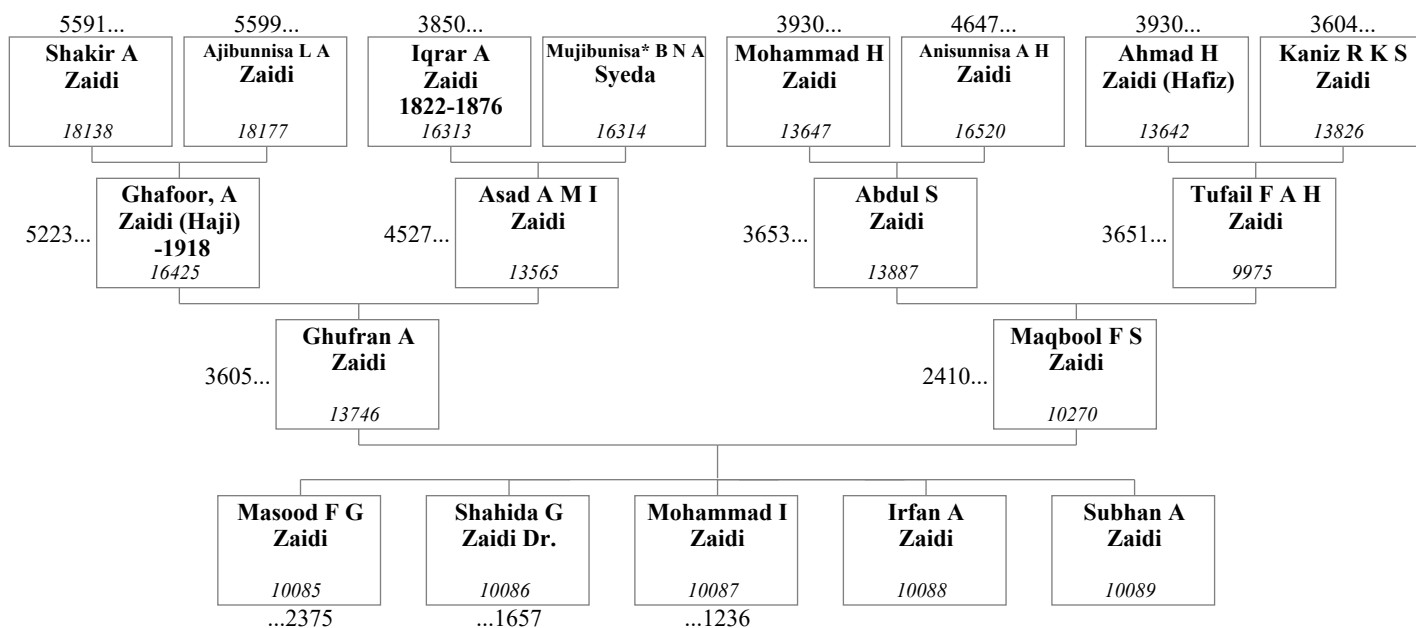 5591...
5599...
3850...
3930...
4647...
3930...
3604...
Shakir A
Zaidi
18138
Ajibunnisa L A
Zaidi
18177
Iqrar A
Zaidi
1822-1876
16313
Mujibunisa* B N A
Syeda
16314
Mohammad H
Zaidi
13647
Anisunnisa A H
Zaidi
16520
Ahmad H
Zaidi (Hafiz)
13642
Kaniz R K S
Zaidi
13826
5223...
Ghafoor, A
Zaidi (Haji)
-1918
16425
4527...
Asad A M I
Zaidi
13565
3653...
Abdul S
Zaidi
13887
3651...
Tufail F A H
Zaidi
9975
3605...
Ghufran A
Zaidi
13746
2410...
Maqbool F S
Zaidi
10270
Masood F G
Zaidi
10085
...2375
Shahida G
Zaidi Dr.
10086
...1657
Mohammad I
Zaidi
10087
...1236
Irfan A
Zaidi
10088
Subhan A
Zaidi
10089